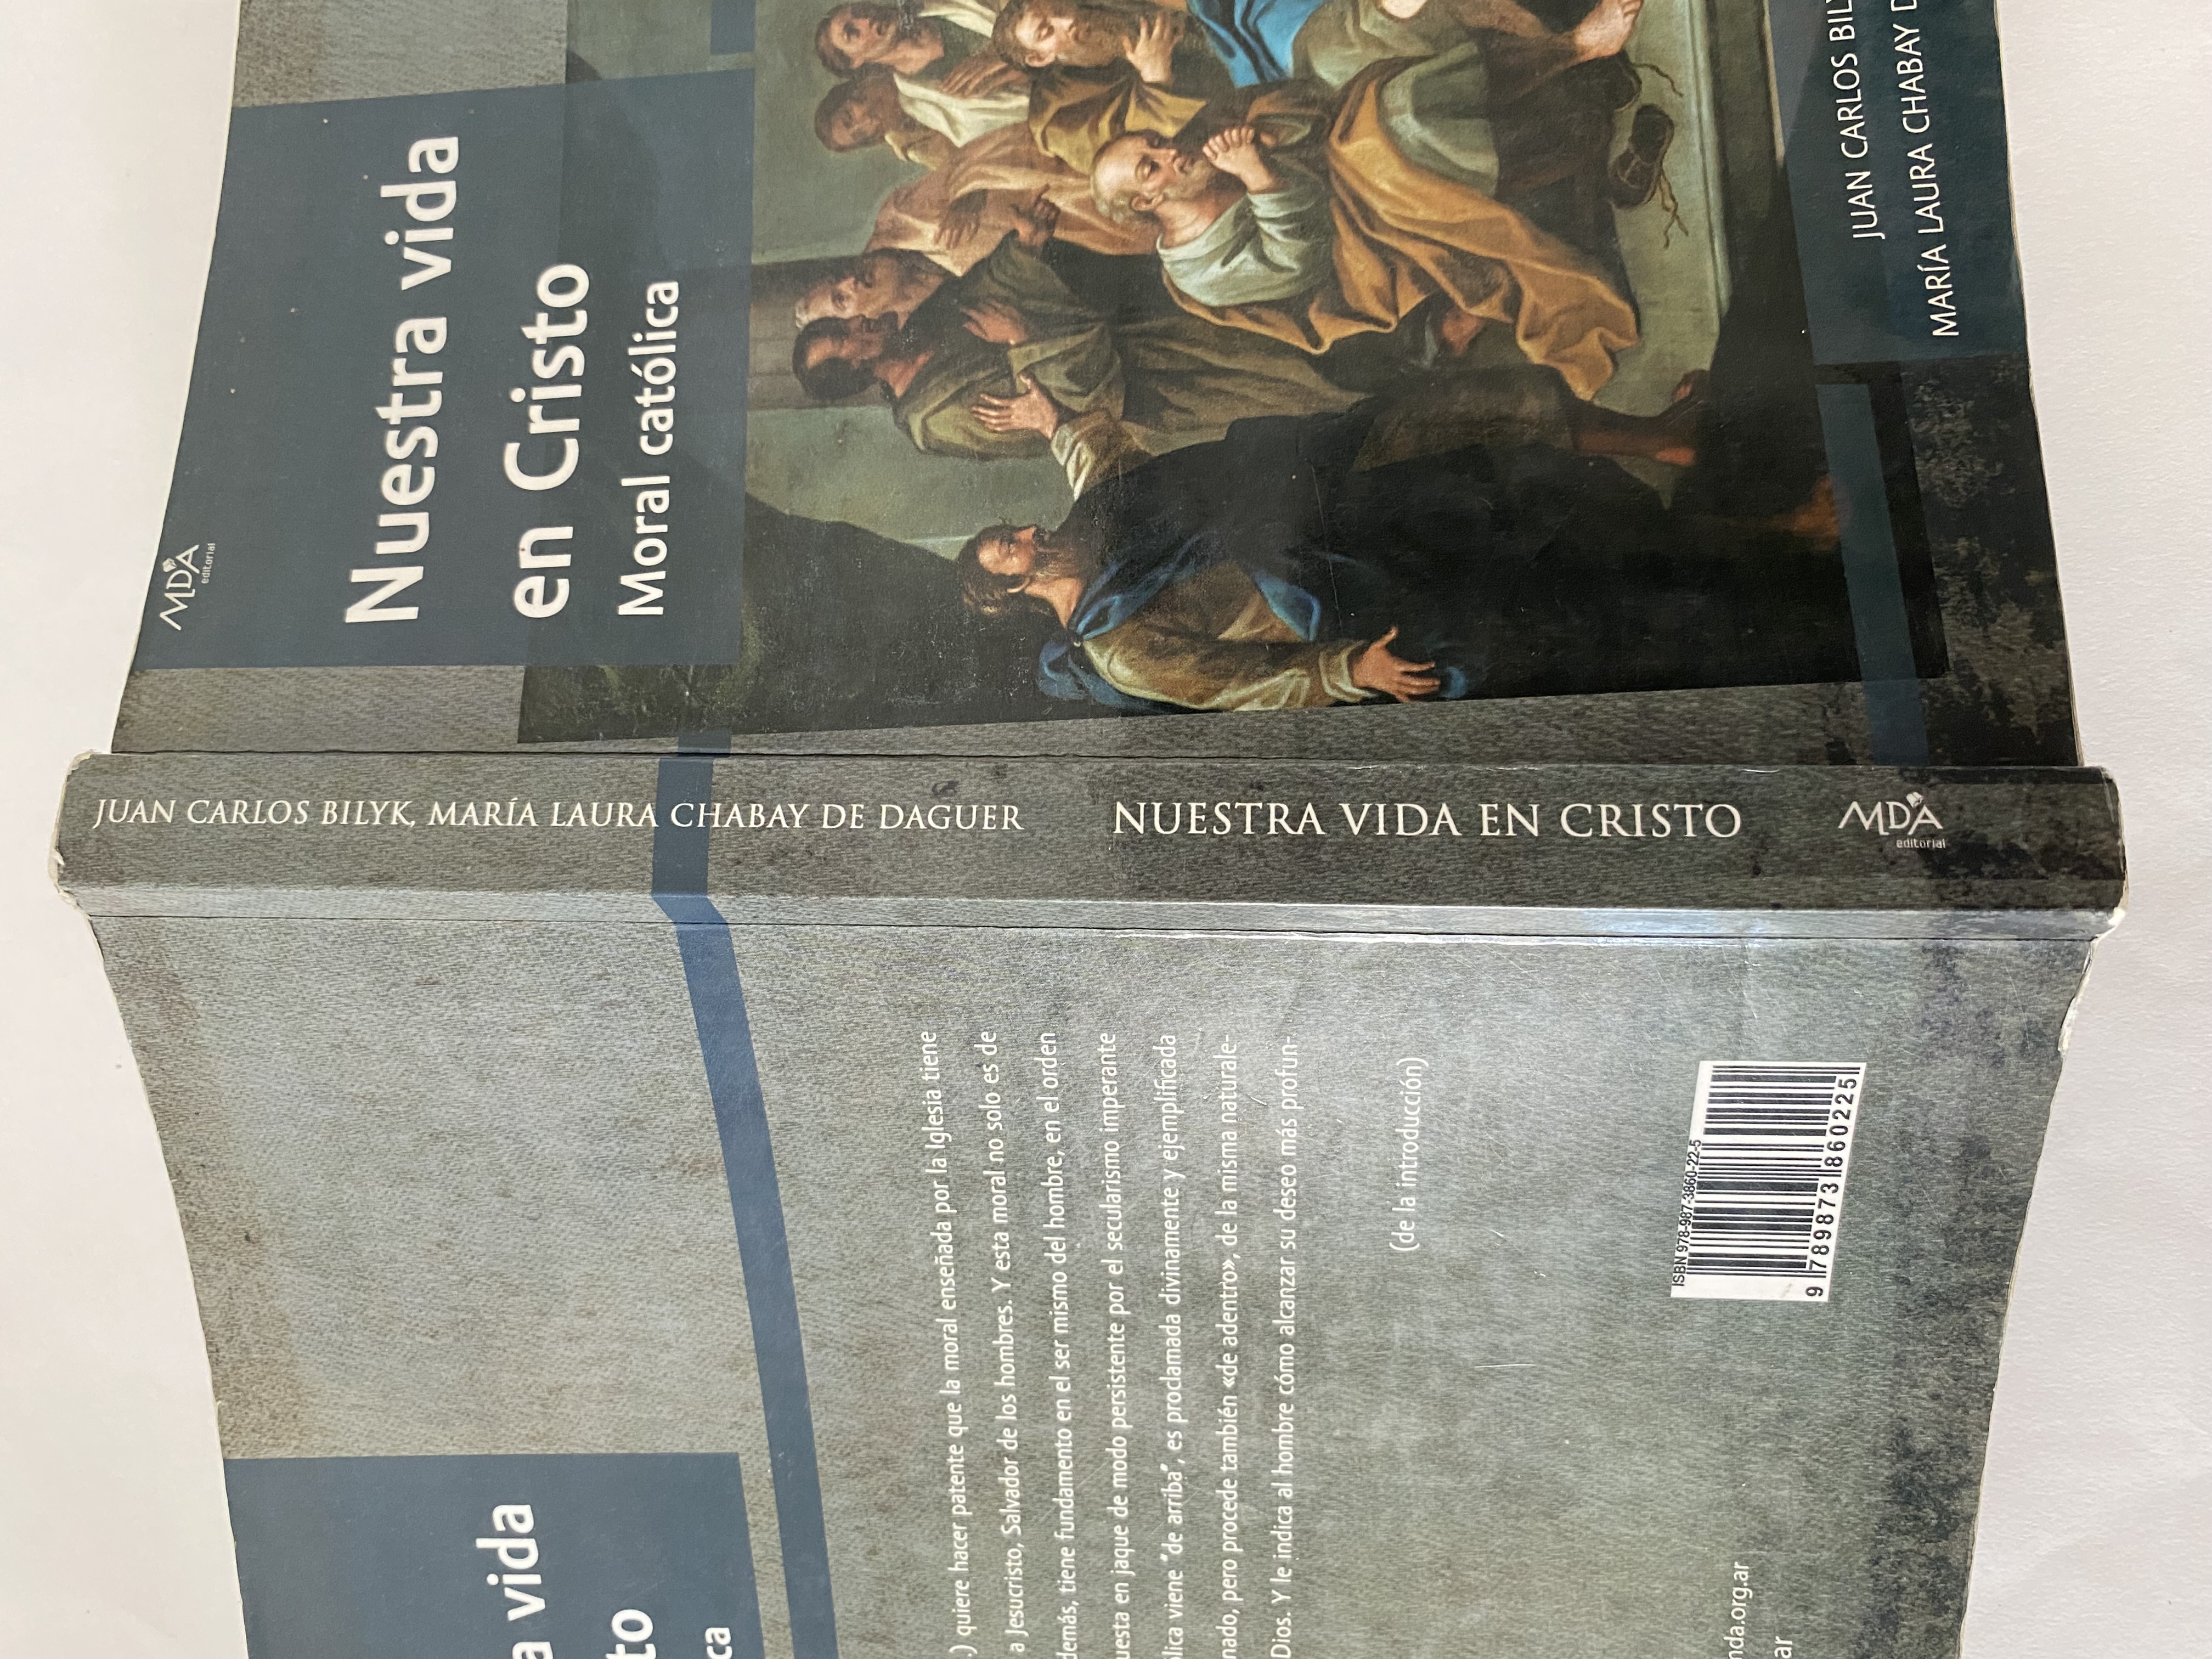 a vida
to
ca
.) quiere hacer patente que la moral enseñada por la Iglesia tiene
a Jesucristo, Salvador de los hombres. Y esta moral no solo es de
demás, tiene fundamento en el ser mismo del hombre, en el orden
uesta en jaque de modo persistente por el secularismo imperante
lica viene "de arriba", es proclamada divinamente y ejemplificada
nado, pero procede también «de adentro», de la misma naturale-
Dios. Y le indica al hombre cómo alcanzar su deseo más profun-
(de la introducción)
mda.org.ar
ar
ISBN 978-987-3860-22-5
9 789873 860225
JUAN CARLOS BILYK, MARÍA LAURA CHABAY DE DAGUER NUESTRA VIDA EN CRISTO
MDA
editorial
MDA
editorial
Nuestra vida
en Cristo
Moral católica
JUAN CARLOS BILY
MARÍA LAURA CHABAY D